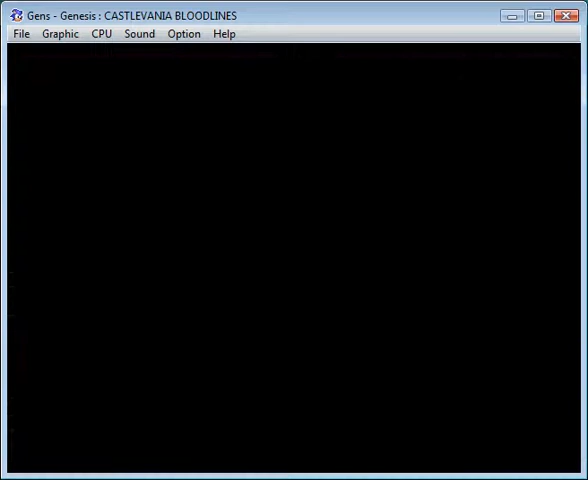 Gens - Genesis : CASTLEVANIA BLOODLINES
File Graphic CPU Sound Option Help